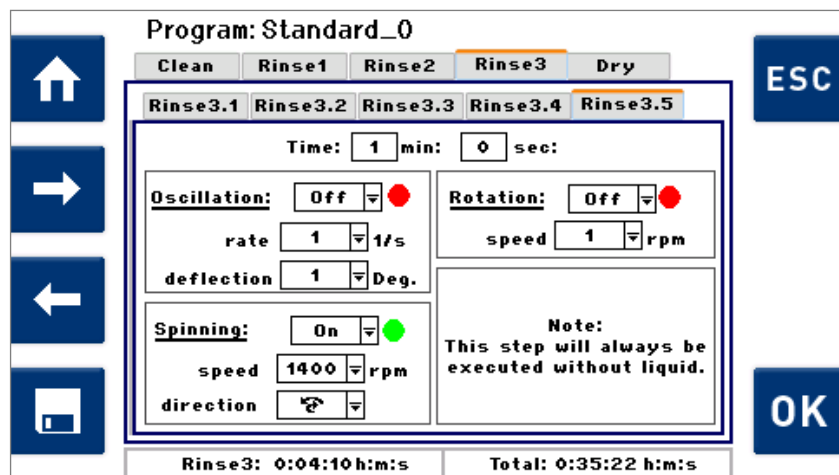 Program: Standard_0
Clean Rinse1 Rinse2 Rinse3 Dry
ESC
Rinse3.1 Rinse3.2 Rinse3.3 Rinse3.4 Rinse3.5
Time: 1 min: 0 sec:
Oscillation: Off
rate 1 1/s
deflection 1 Deg.
Rotation: Off
speed 1 rpm
Spinning: On
speed 1400 rpm
direction
Note:
This step will always be
executed without liquid.
OK
Rinse3: 0:04:10h:m:s Total: 0:35:22 h:m:s